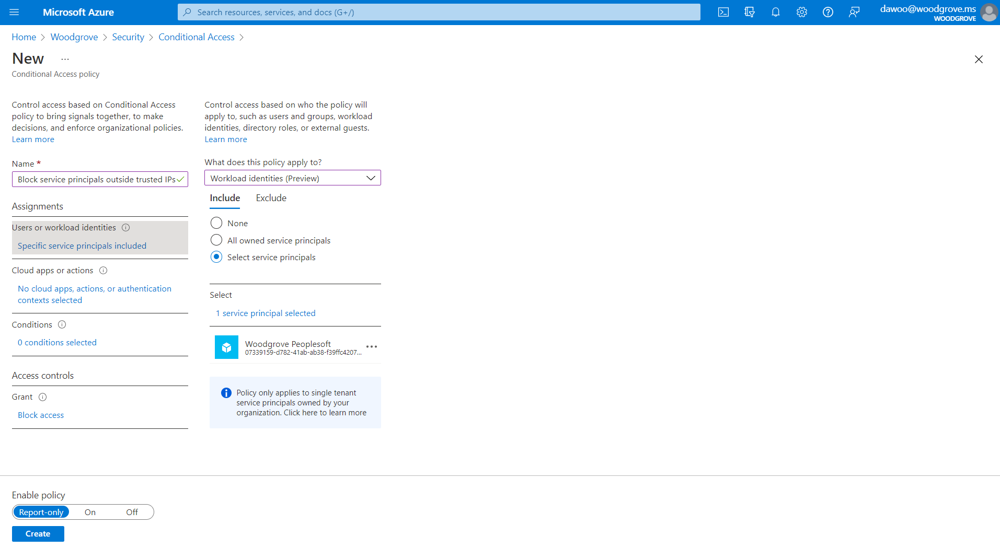 Microsoft Azure
Search resources, services, and docs (G+/)
dawoo@woodgrove.ms
WOODGROVE
Home > Woodgrove > Security > Conditional Access >
New ...
Conditional Access policy
Control access based on Conditional Access
policy to bring signals together, to make
decisions, and enforce organizational policies.
Learn more
Name *
Block service principals outside trusted IPs
Assignments
Users or workload identities
Specific service principals included
Cloud apps or actions
No cloud apps, actions, or authentication
contexts selected
Conditions
0 conditions selected
Access controls
Grant
Block access
Control access based on who the policy will
apply to, such as users and groups, workload
identities, directory roles, or external guests.
Learn more
What does this policy apply to?
Workload identities (Preview)
Include Exclude
None
All owned service principals
Select service principals
Select
1 service principal selected
Woodgrove Peoplesoft
07339159-d782-41ab-ab38-f39ffc4207...
Policy only applies to single tenant
service principals owned by your
organization. Click here to learn more
Enable policy
Report-only On Off
Create